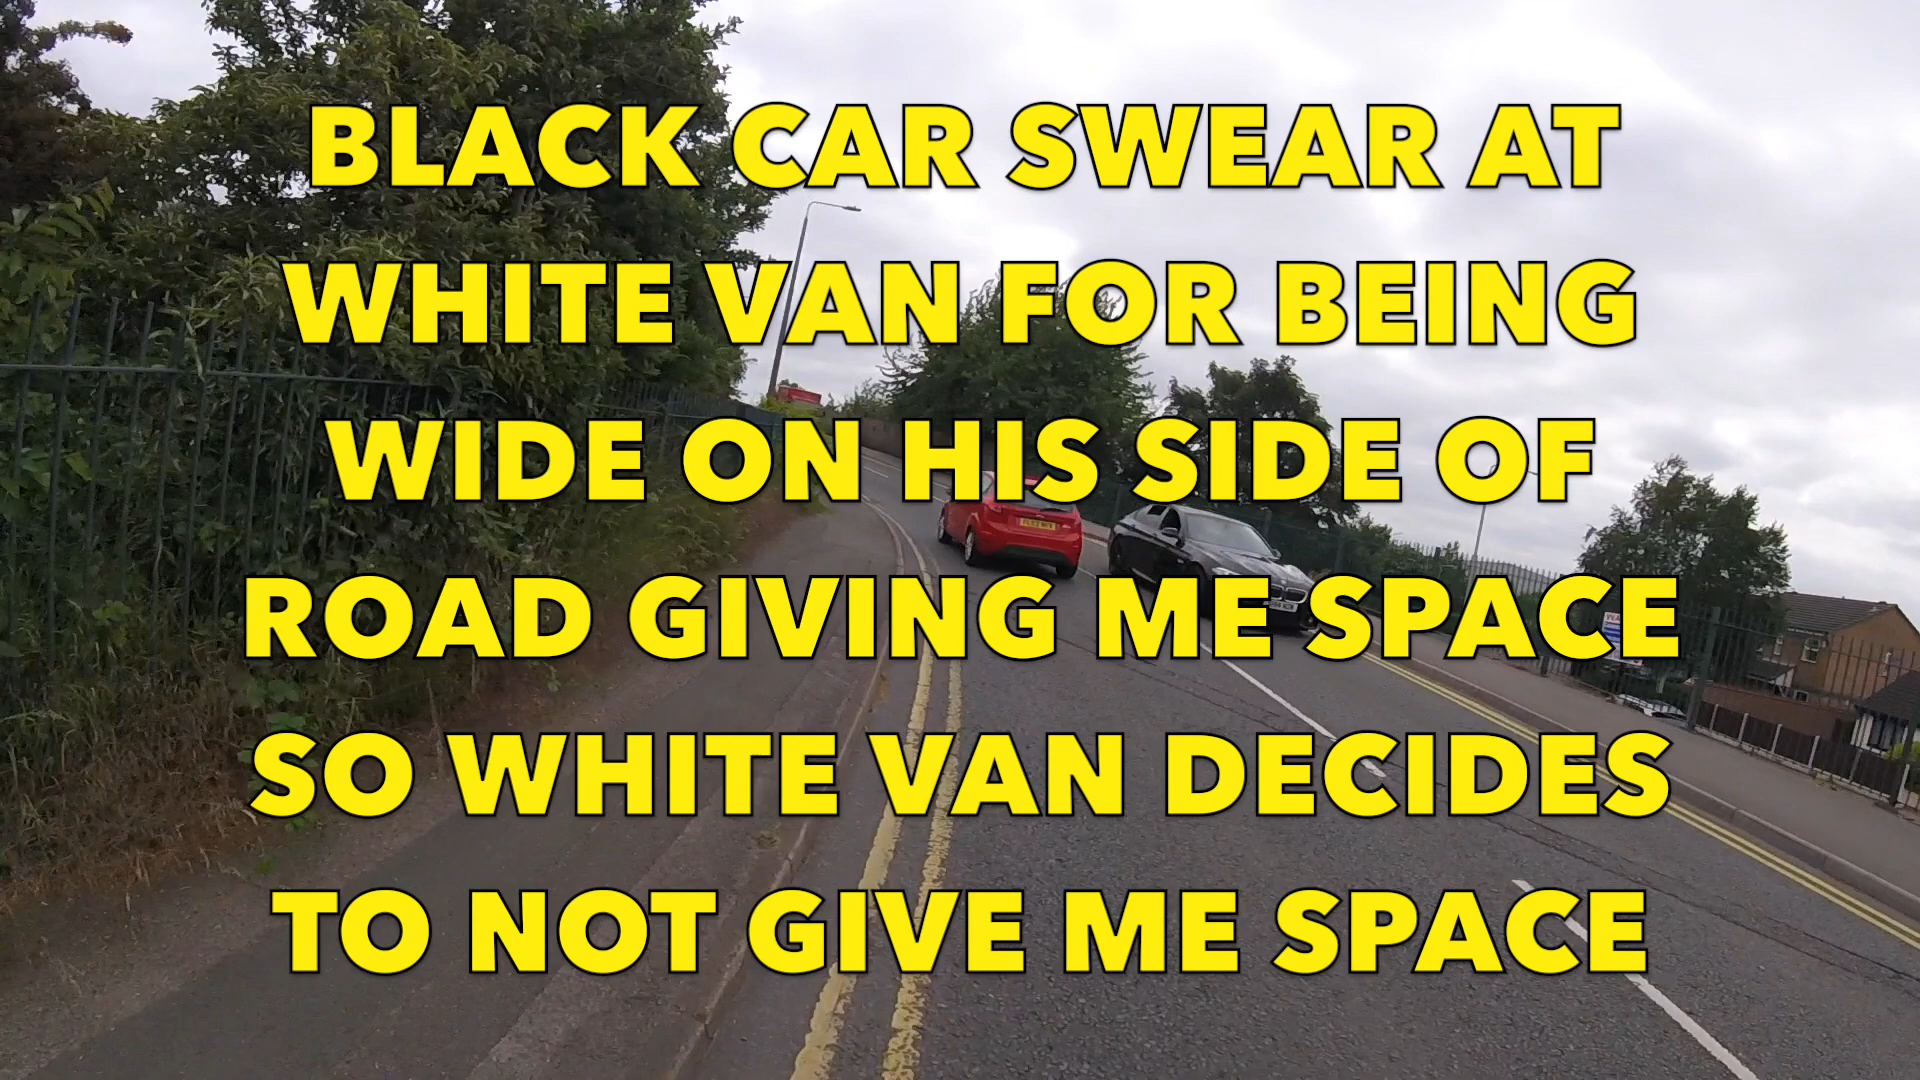 BLACK CAR SWEAR AT
WHITE VAN FOR BEING
WIDE ON HIS SIDE OF
ROAD GIVING ME SPACE
SO WHITE VAN DECIDES
TO NOT GIVE ME SPACE